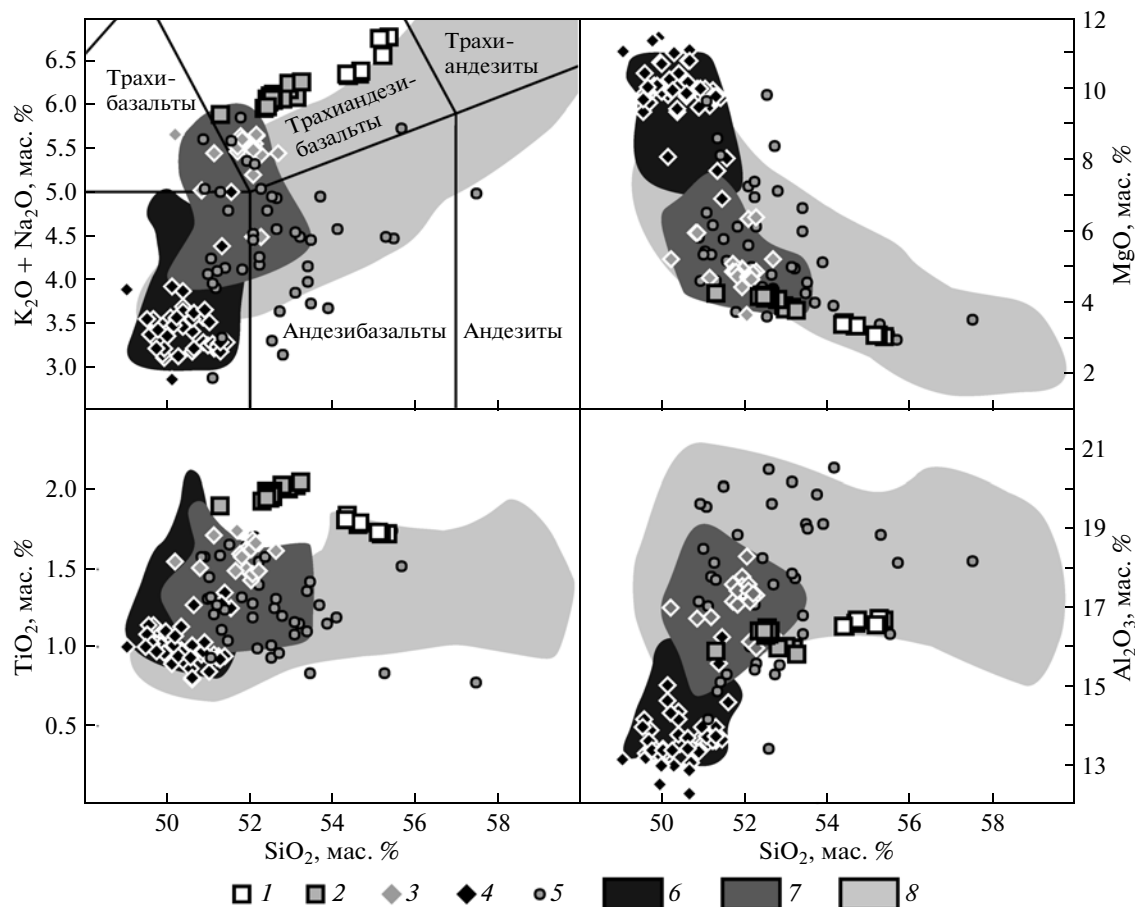 6.5
6.0
5.5
5.0
4.5
4.0
3.5
3.0
K2O + Na2O, мас. %
Трахи-
базальты
Трахиандези-
базальты
Трахи-
андезиты
Андезибазальты
Андезиты
12
10
8
6
4
2
MgO, мас. %
2.0
1.5
1.0
0.5
TiO2, мас. %
21
19
17
15
13
Al2O3, мас. %
50 52 54 56 58
SiO2, мас. %
50 52 54 56 58
SiO2, мас. %
1 2 3 4 5 6 7 8